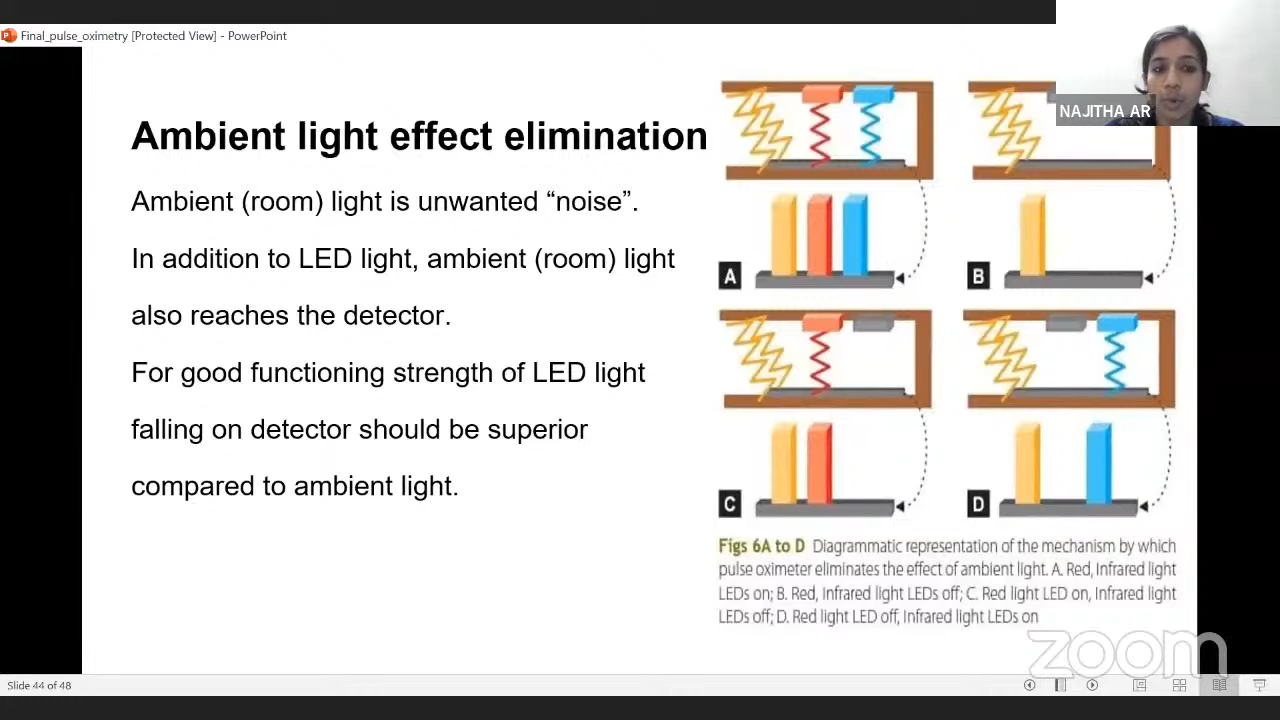 Final_pulse_oximetry [Protected View] - PowerPoint
NAJITHA AR
Ambient light effect elimination
Ambient (room) light is unwanted “noise”.
In addition to LED light, ambient (room) light
also reaches the detector.
For good functioning strength of LED light
falling on detector should be superior
compared to ambient light.
A
B
C
D
Figs 6A to D Diagrammatic representation of the mechanism by which
pulse oximeter eliminates the effect of ambient light. A. Red, Infrared light
LEDs on; B. Red, Infrared light LEDs off; C. Red light LED on, Infrared light
LEDs off; D. Red light LED off, Infrared light LEDs on
zoom
Slide 44 of 48